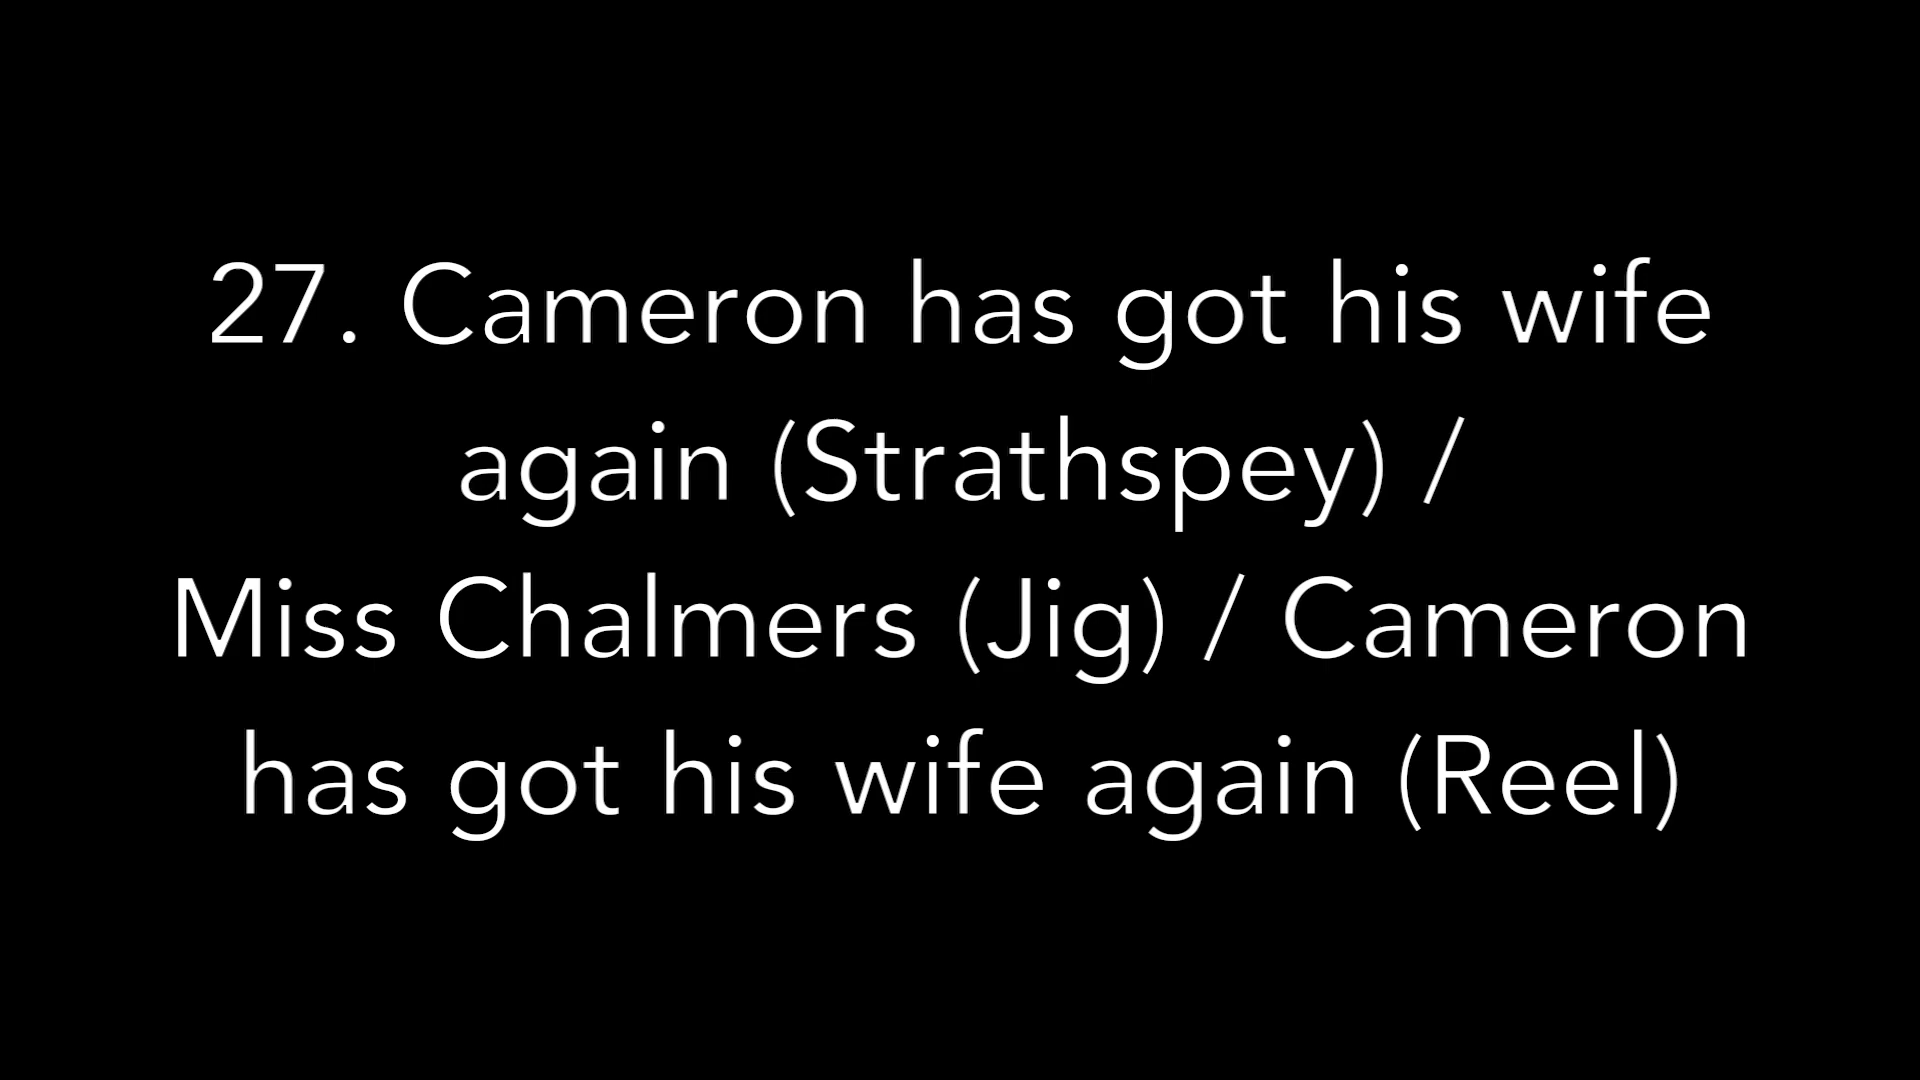 27. Cameron has got his wife
again (Strathspey) /
Miss Chalmers (Jig) / Cameron
has got his wife again (Reel)